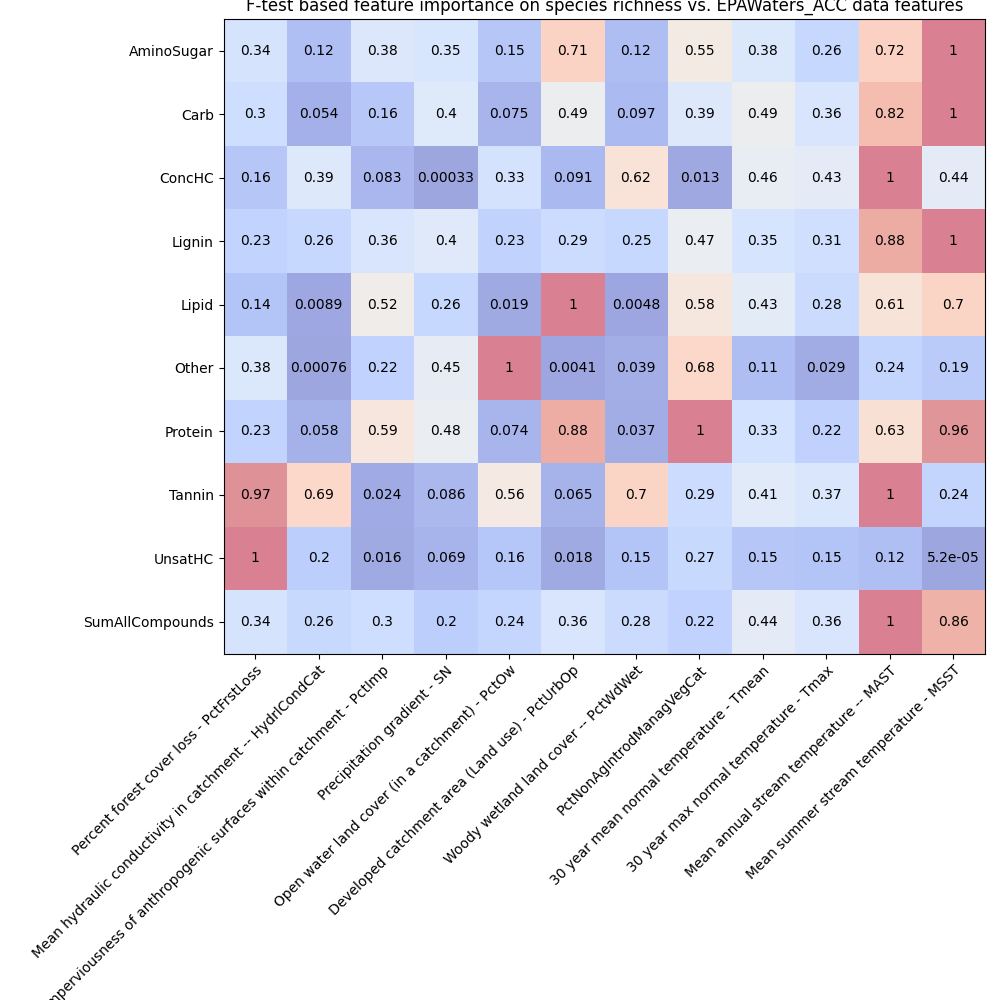 F-test based feature importance on species richness vs. EPAWaters_ACC data features
AminoSugar 0.34 0.12 0.38 0.35 0.15 0.71 0.12 0.55 0.38 0.26 0.72 1
Carb 0.3 0.054 0.16 0.4 0.075 0.49 0.097 0.39 0.49 0.36 0.82 1
ConcHC 0.16 0.39 0.083 0.00033 0.33 0.091 0.62 0.013 0.46 0.43 1 0.44
Lignin 0.23 0.26 0.36 0.4 0.23 0.29 0.25 0.47 0.35 0.31 0.88 1
Lipid 0.14 0.0089 0.52 0.26 0.019 1 0.0048 0.58 0.43 0.28 0.61 0.7
Other 0.38 0.00076 0.22 0.45 1 0.0041 0.039 0.68 0.11 0.029 0.24 0.19
Protein 0.23 0.058 0.59 0.48 0.074 0.88 0.037 1 0.33 0.22 0.63 0.96
Tannin 0.97 0.69 0.024 0.086 0.56 0.065 0.7 0.29 0.41 0.37 1 0.24
UnsatHC 1 0.2 0.016 0.069 0.16 0.018 0.15 0.27 0.15 0.15 0.12 5.2e-05
SumAllCompounds 0.34 0.26 0.3 0.2 0.24 0.36 0.28 0.22 0.44 0.36 1 0.86
Percent forest cover loss - PctFrstLoss
Mean hydraulic conductivity in catchment -- HydrlCondCat
of anthropogenic surfaces within catchment - PctImp
Precipitation gradient - SN
Open water land cover (in a catchment) - PctOw
Developed catchment area (Land use) - PctUrbOp
Woody wetland land cover -- PctWdWet
PctNonAgIntrodManagVegCat
30 year mean normal temperature - Tmean
30 year max normal temperature - Tmax
Mean annual stream temperature -- MAST
Mean summer stream temperature - MSST